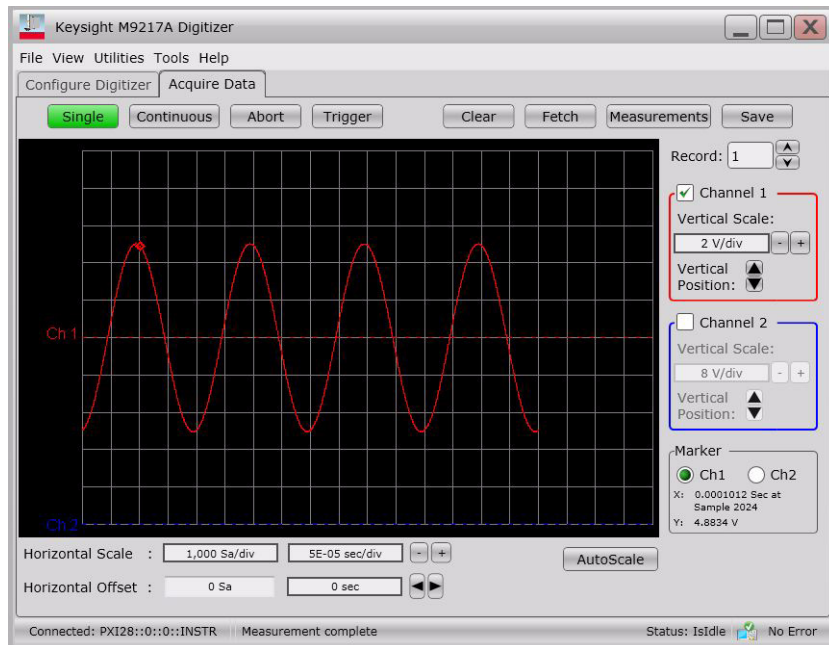 Keysight M9217A Digitizer
File View Utilities Tools Help
Configure Digitizer Acquire Data
Single Continuous Abort Trigger Clear Fetch Measurements Save
Record: 1
Channel 1
Vertical Scale:
2 V/div - +
Vertical
Position:
Ch 1
Channel 2
Vertical Scale:
8 V/div - +
Vertical
Position:
Marker
Ch1 Ch2
X: 0.0001012 Sec at
Sample 2024
Y: 4.8834 V
Ch 2
Horizontal Scale : 1,000 Sa/div 5E-05 sec/div - +
AutoScale
Horizontal Offset : 0 Sa 0 sec
Connected: PXI28::0::0::INSTR Measurement complete Status: IsIdle No Error